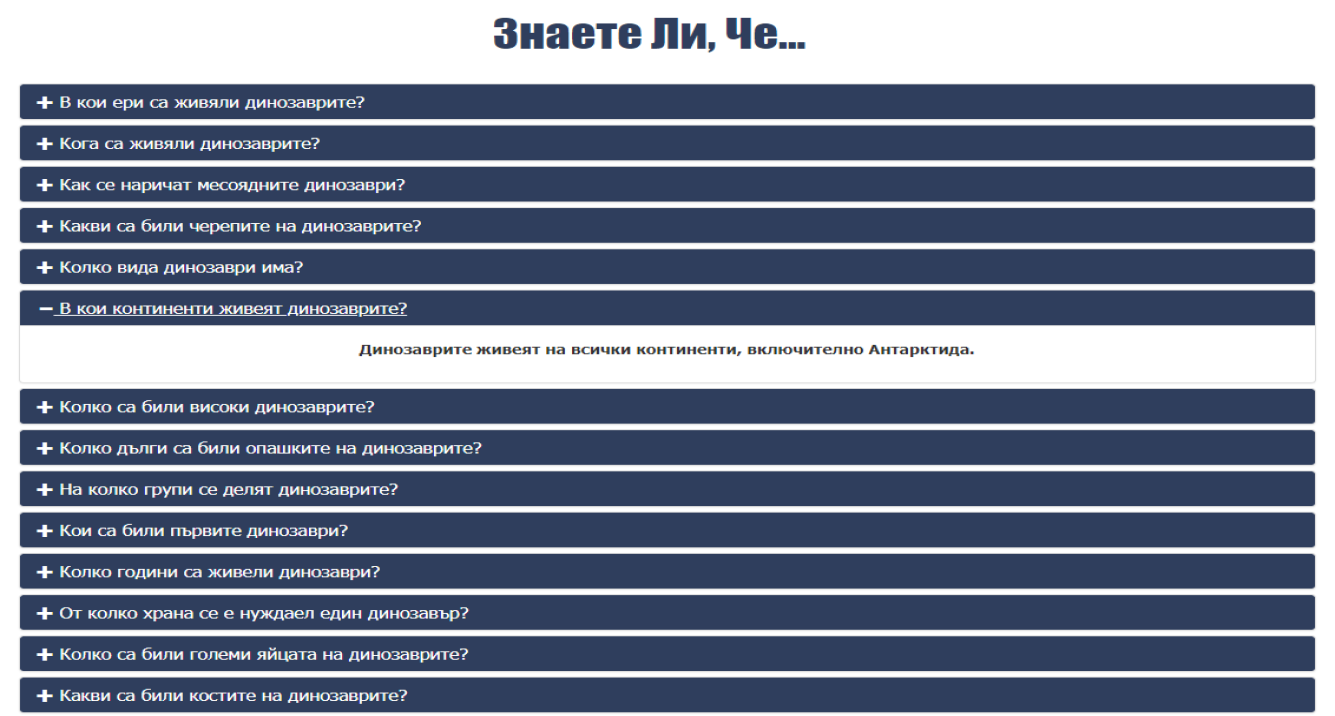 Знаете Ли, Че...
В кои ери са живяли динозаврите?
Кога са живяли динозаврите?
Как се наричат месоядните динозаври?
Какви са били черепите на динозаврите?
Колко вида динозаври има?
В кои континенти живеят динозаврите?
Динозаврите живеят на всички континенти, включително Антарктида.
Колко са били високи динозаврите?
Колко дълги са били опашките на динозаврите?
На колко групи се делят динозаврите?
Кои са били първите динозаври?
Колко години са живели динозаври?
От колко храна се е нуждаел един динозавър?
Колко са били големи яйцата на динозаврите?
Какви са били костите на динозаврите?